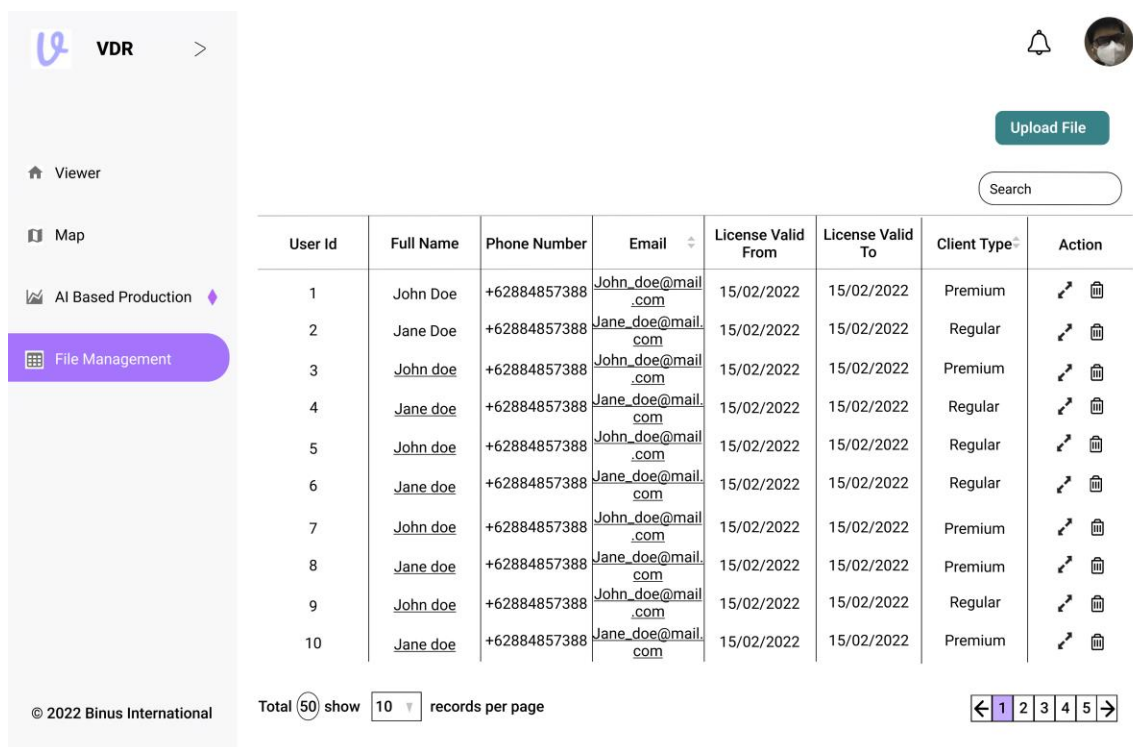 VDR >
Upload File
Viewer
Search
Map
User Id Full Name Phone Number Email License Valid From License Valid To Client Type Action
AI Based Production
1 John Doe +62884857388 John_doe@mail.com 15/02/2022 15/02/2022 Premium
2 Jane Doe +62884857388 Jane_doe@mail.com 15/02/2022 15/02/2022 Regular
File Management
3 John doe +62884857388 John_doe@mail.com 15/02/2022 15/02/2022 Premium
4 Jane doe +62884857388 Jane_doe@mail.com 15/02/2022 15/02/2022 Regular
5 John doe +62884857388 John_doe@mail.com 15/02/2022 15/02/2022 Regular
6 Jane doe +62884857388 Jane_doe@mail.com 15/02/2022 15/02/2022 Regular
7 John doe +62884857388 John_doe@mail.com 15/02/2022 15/02/2022 Premium
8 Jane doe +62884857388 Jane_doe@mail.com 15/02/2022 15/02/2022 Premium
9 John doe +62884857388 John_doe@mail.com 15/02/2022 15/02/2022 Regular
10 Jane doe +62884857388 Jane_doe@mail.com 15/02/2022 15/02/2022 Premium
© 2022 Binus International
Total 50 show 10 records per page
← 1 2 3 4 5 →